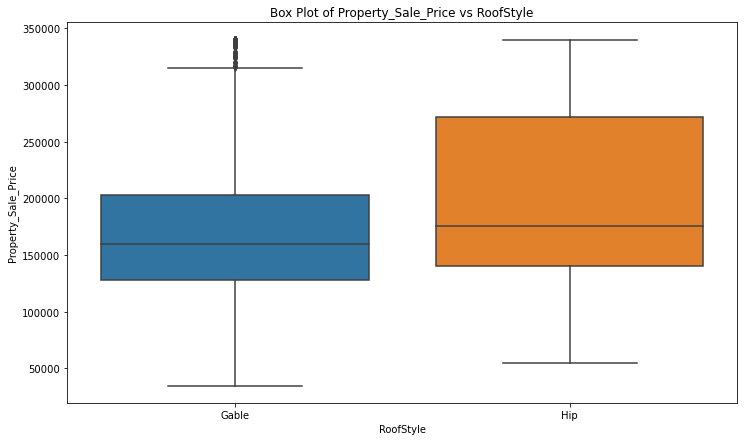 Box Plot of Property_Sale_Price vs RoofStyle
350000
300000
250000
200000
150000
100000
50000
Property_Sale_Price
Gable
Hip
RoofStyle